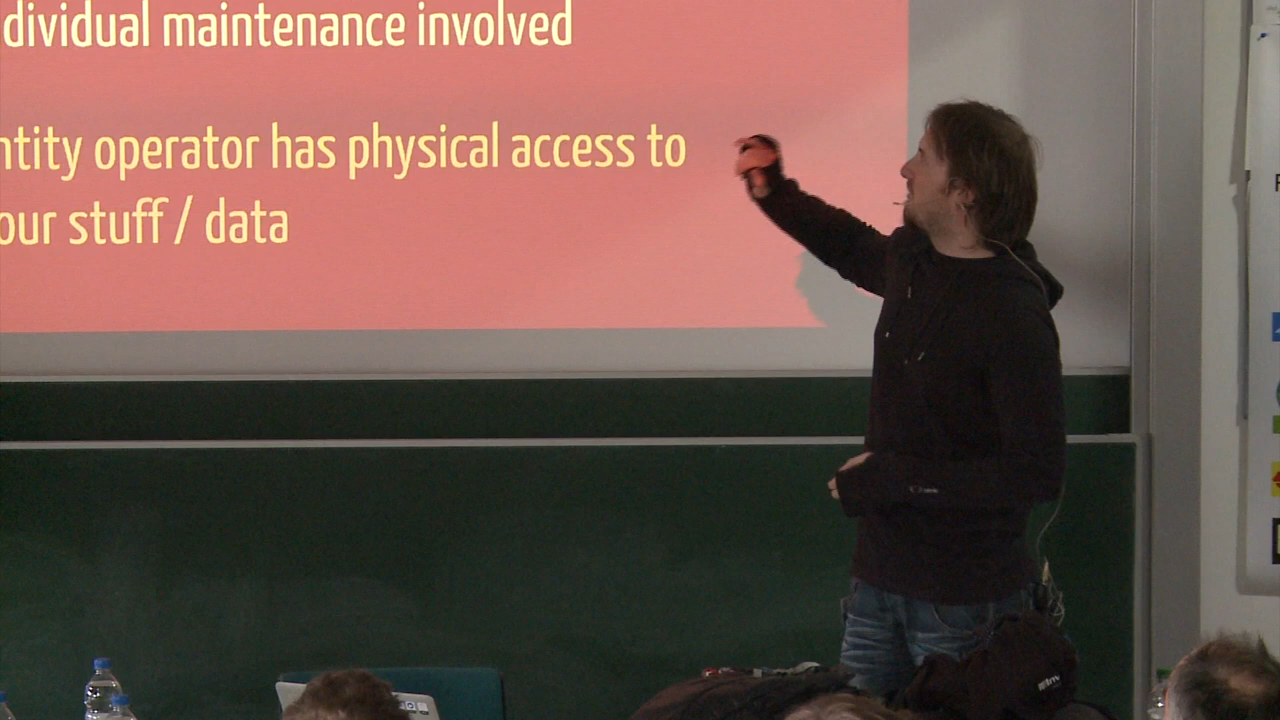 dividual maintenance involved
ntity operator has physical access to
our stuff / data